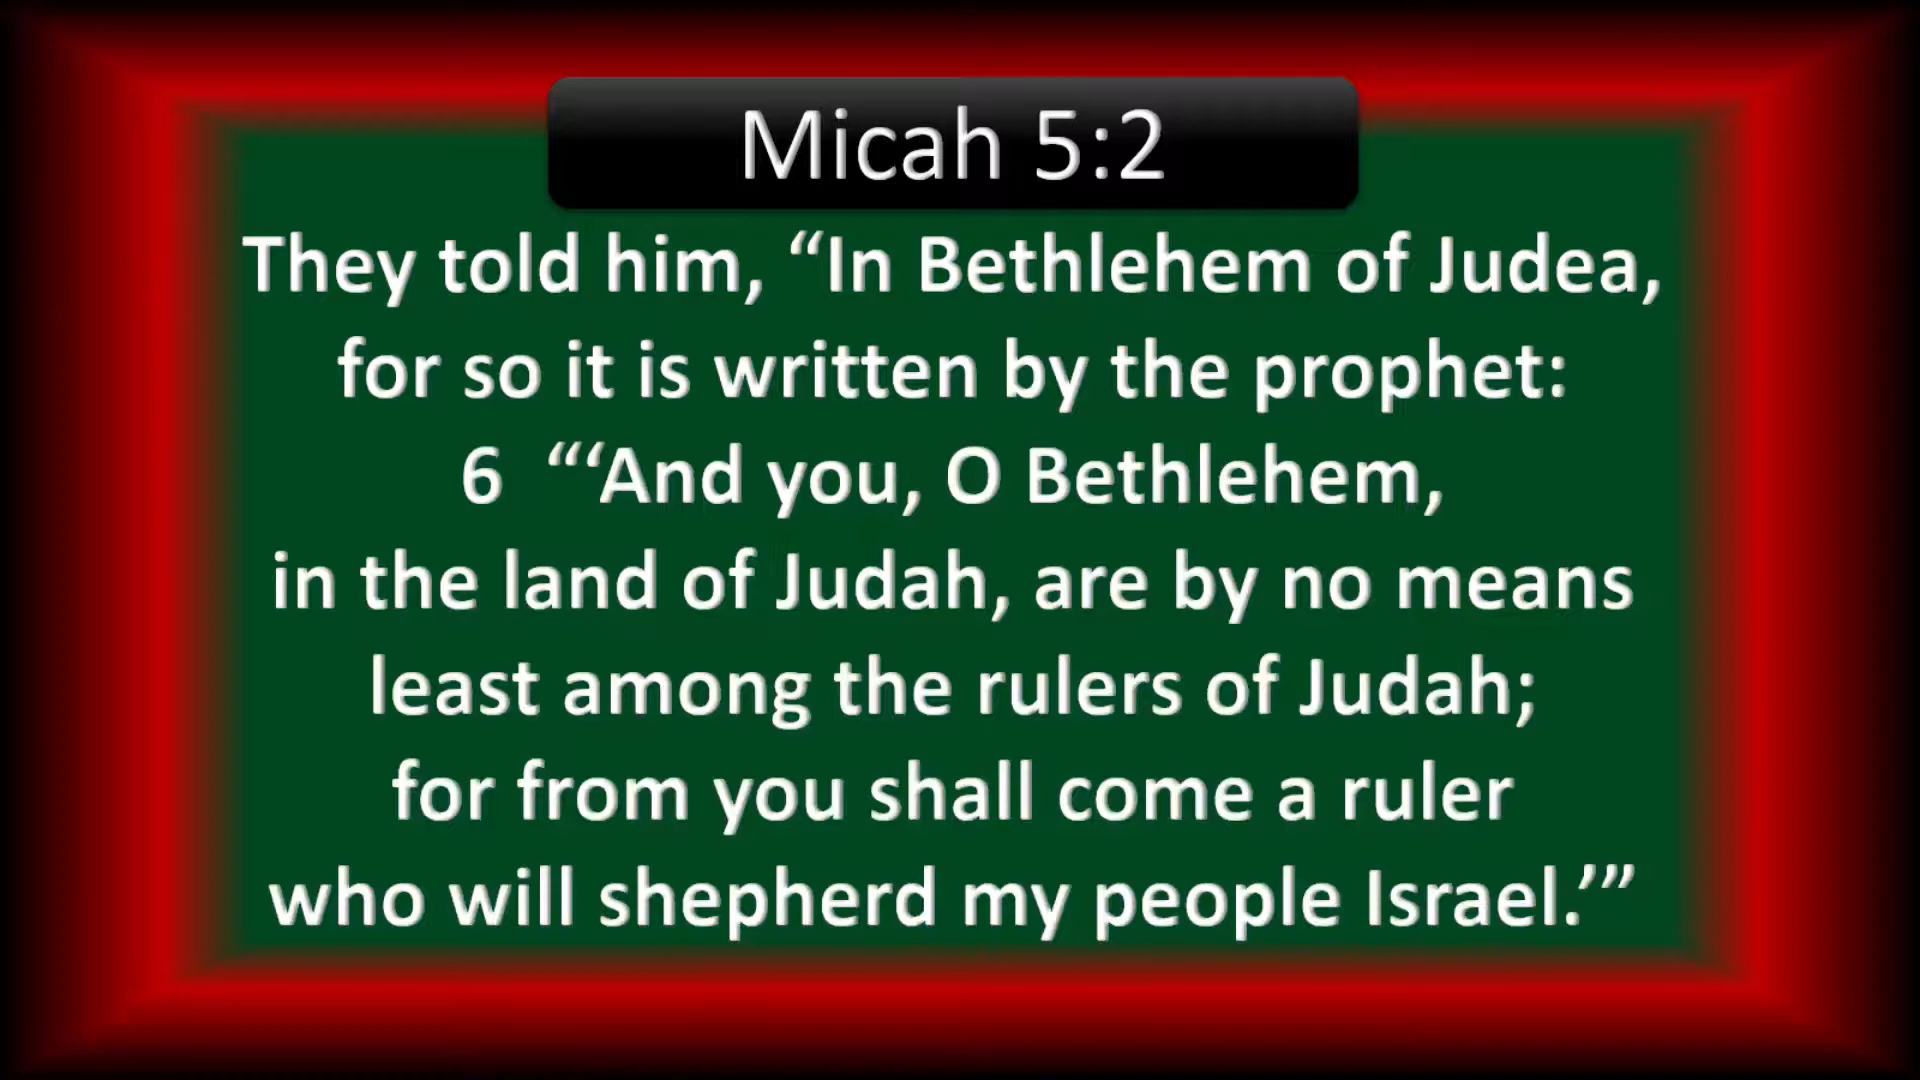 Micah 5:2
They told him, “In Bethlehem of Judea,
for so it is written by the prophet:
6 “‘And you, O Bethlehem,
in the land of Judah, are by no means
least among the rulers of Judah;
for from you shall come a ruler
who will shepherd my people Israel.’”